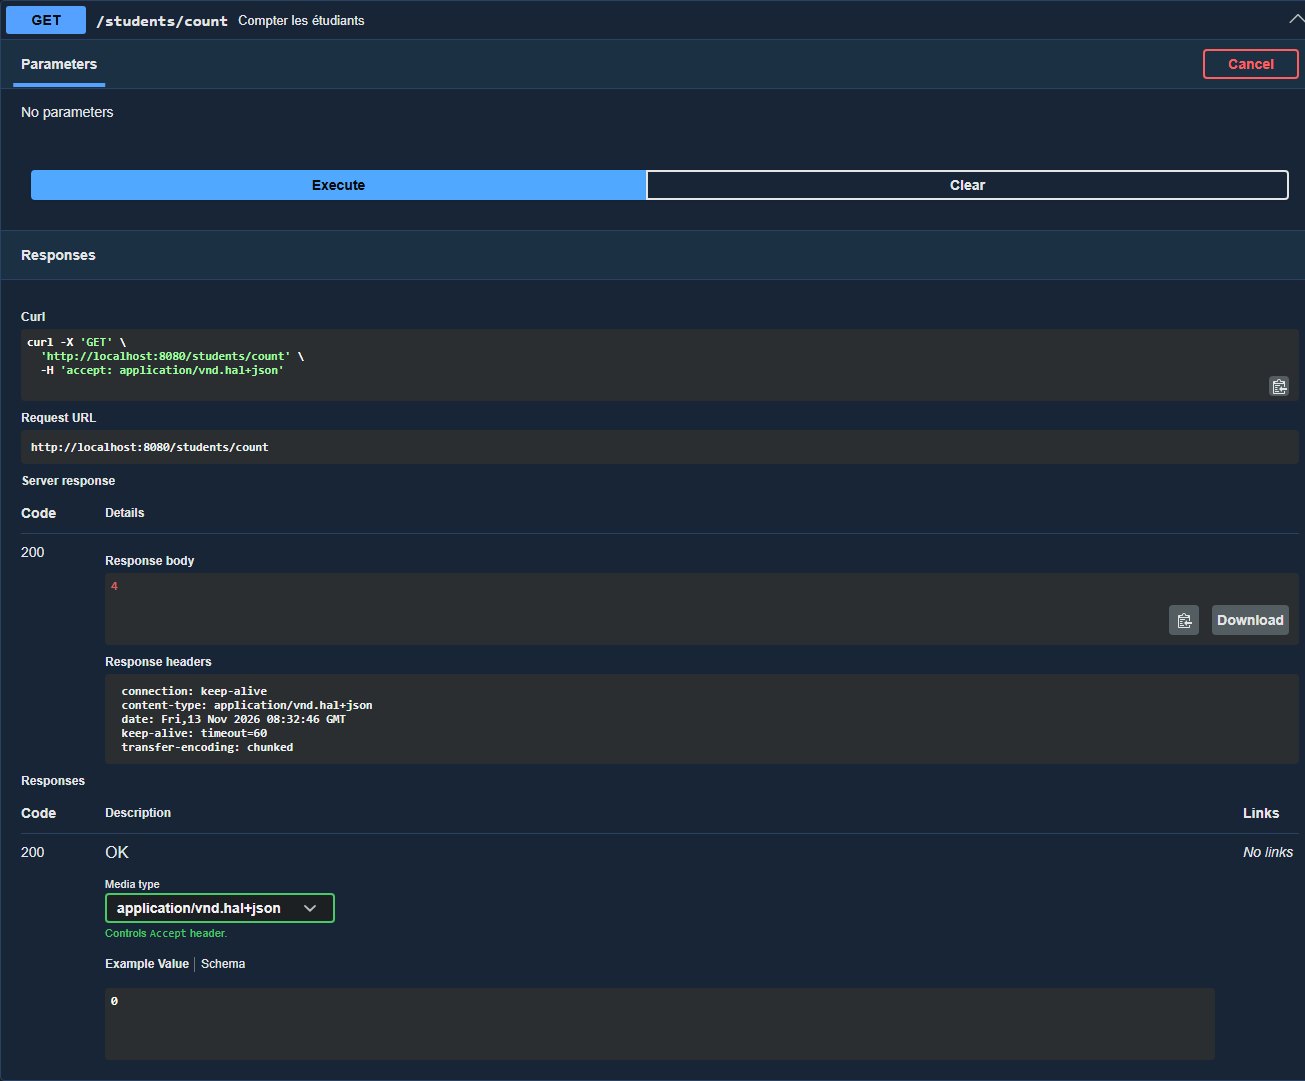 GET /students/count Compter les étudiants
Parameters
Cancel
No parameters
Execute
Clear
Responses
Curl
curl -X 'GET' \
'http://localhost:8080/students/count' \
-H 'accept: application/vnd.hal+json'
Request URL
http://localhost:8080/students/count
Server response
Code Details
200
Response body
4
Download
Response headers
connection: keep-alive
content-type: application/vnd.hal+json
date: Fri,13 Nov 2026 08:32:46 GMT
keep-alive: timeout=60
transfer-encoding: chunked
Responses
Code Description Links
200 OK No links
Media type
application/vnd.hal+json
Controls Accept header.
Example Value Schema
0